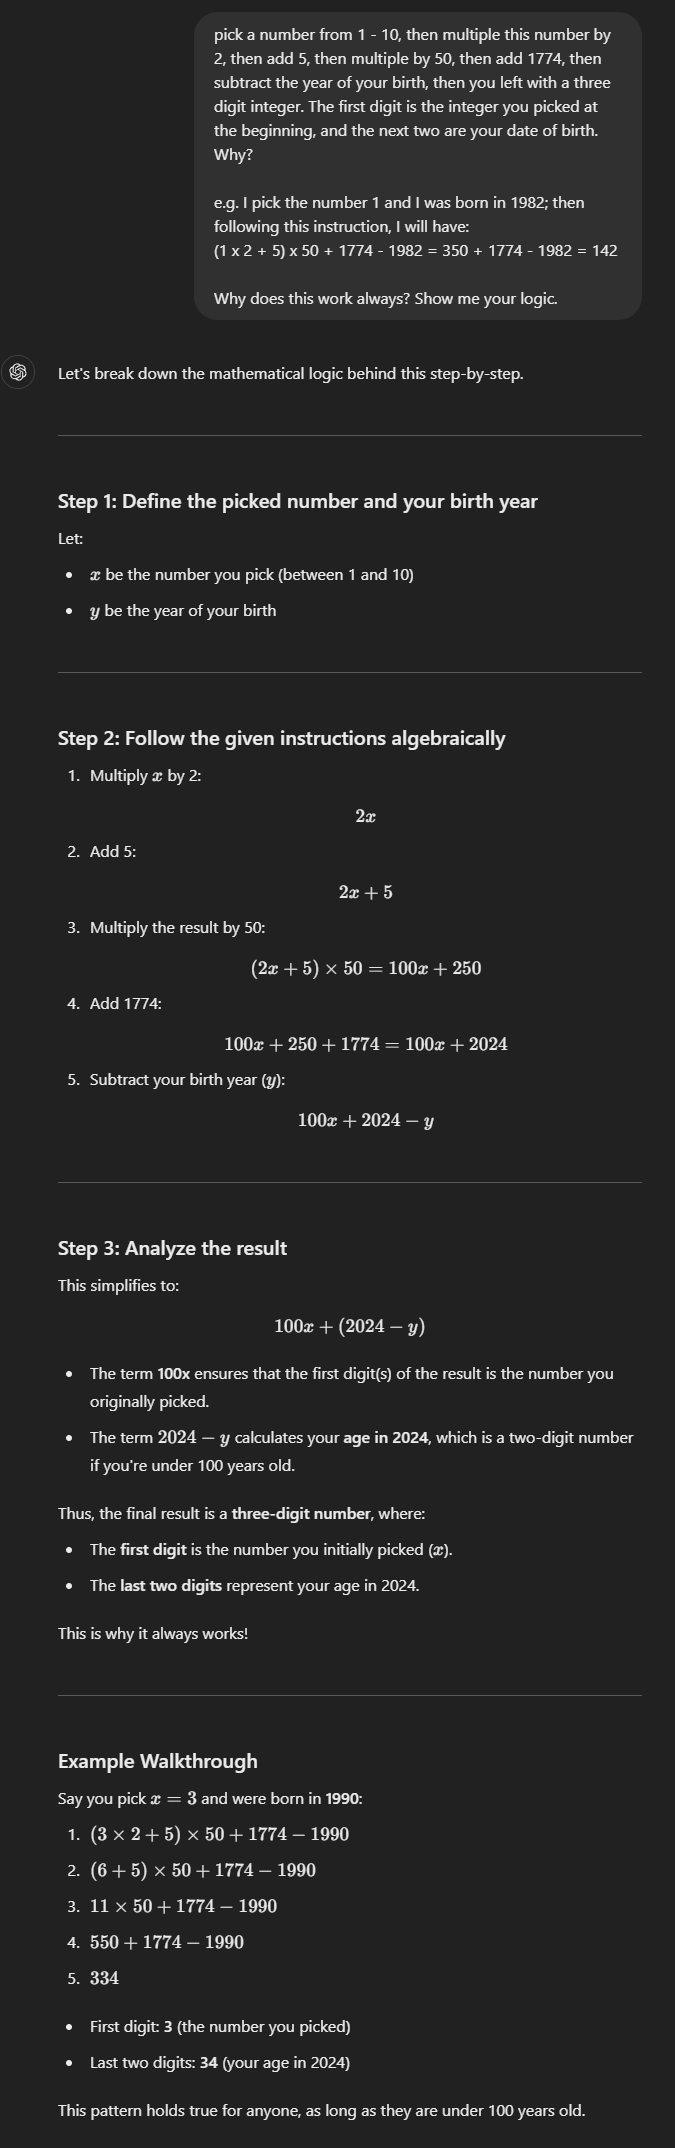 pick a number from 1 - 10, then multiple this number by
2, then add 5, then multiple by 50, then add 1774, then
subtract the year of your birth, then you left with a three
digit integer. The first digit is the integer you picked at
the beginning, and the next two are your date of birth.
Why?
e.g. I pick the number 1 and I was born in 1982; then
following this instruction, I will have:
(1 x 2 + 5) x 50 + 1774 - 1982 = 350 + 1774 - 1982 = 142
Why does this work always? Show me your logic.
Let's break down the mathematical logic behind this step-by-step.
Step 1: Define the picked number and your birth year
Let:
• x be the number you pick (between 1 and 10)
• y be the year of your birth
Step 2: Follow the given instructions algebraically
1. Multiply x by 2:
2x
2. Add 5:
2x + 5
3. Multiply the result by 50:
(2x + 5) × 50 = 100x + 250
4. Add 1774:
100x + 250 + 1774 = 100x + 2024
5. Subtract your birth year (y):
100x + 2024 − y
Step 3: Analyze the result
This simplifies to:
100x + (2024 − y)
• The term 100x ensures that the first digit(s) of the result is the number you
originally picked.
• The term 2024 − y calculates your age in 2024, which is a two-digit number
if you're under 100 years old.
Thus, the final result is a three-digit number, where:
• The first digit is the number you initially picked (x).
• The last two digits represent your age in 2024.
This is why it always works!
Example Walkthrough
Say you pick x = 3 and were born in 1990:
1. (3 × 2 + 5) × 50 + 1774 − 1990
2. (6 + 5) × 50 + 1774 − 1990
3. 11 × 50 + 1774 − 1990
4. 550 + 1774 − 1990
5. 334
• First digit: 3 (the number you picked)
• Last two digits: 34 (your age in 2024)
This pattern holds true for anyone, as long as they are under 100 years old.